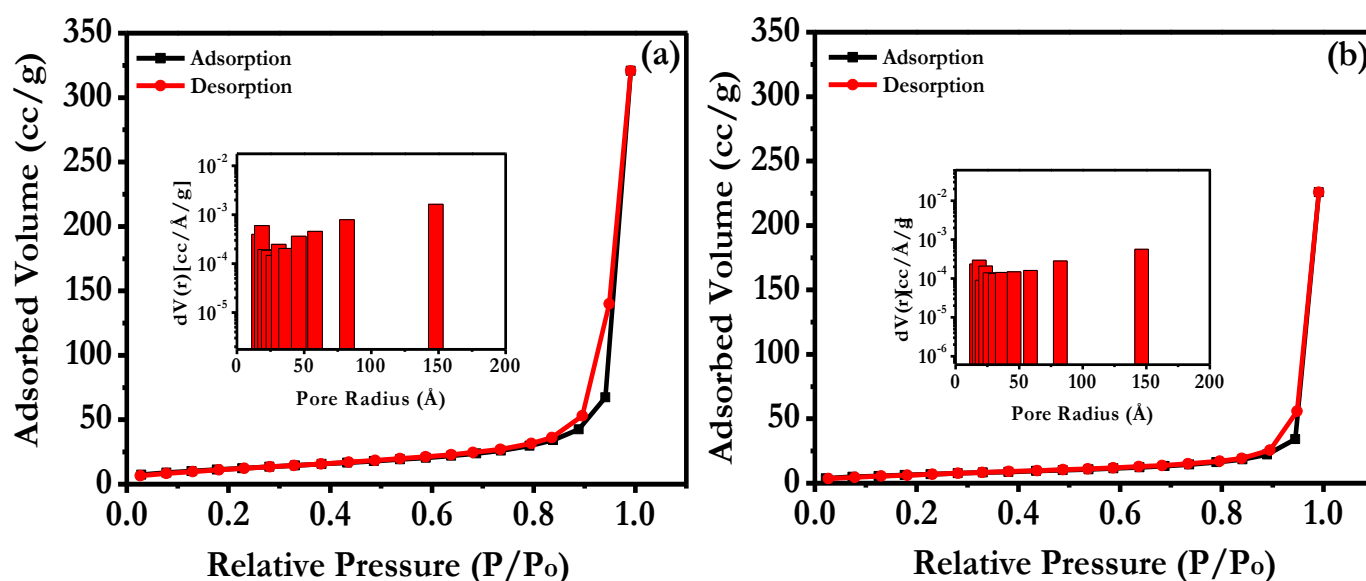 350
300
250
200
150
100
50
0
Adsorbed Volume (cc/g)
Adsorption
Desorption
(a)
10-2
10-3
10-4
10-5
dV(r)[cc/Å/g]
0 50 100 150 200
Pore Radius (Å)
0.0 0.2 0.4 0.6 0.8 1.0
Relative Pressure (P/Po)
350
300
250
200
150
100
50
0
Adsorbed Volume (cc/g)
Adsorption
Desorption
(b)
10-2
10-3
10-4
10-5
10-6
dV(r)[cc/Å/g]
0 50 100 150 200
Pore Radius (Å)
0.0 0.2 0.4 0.6 0.8 1.0
Relative Pressure (P/Po)